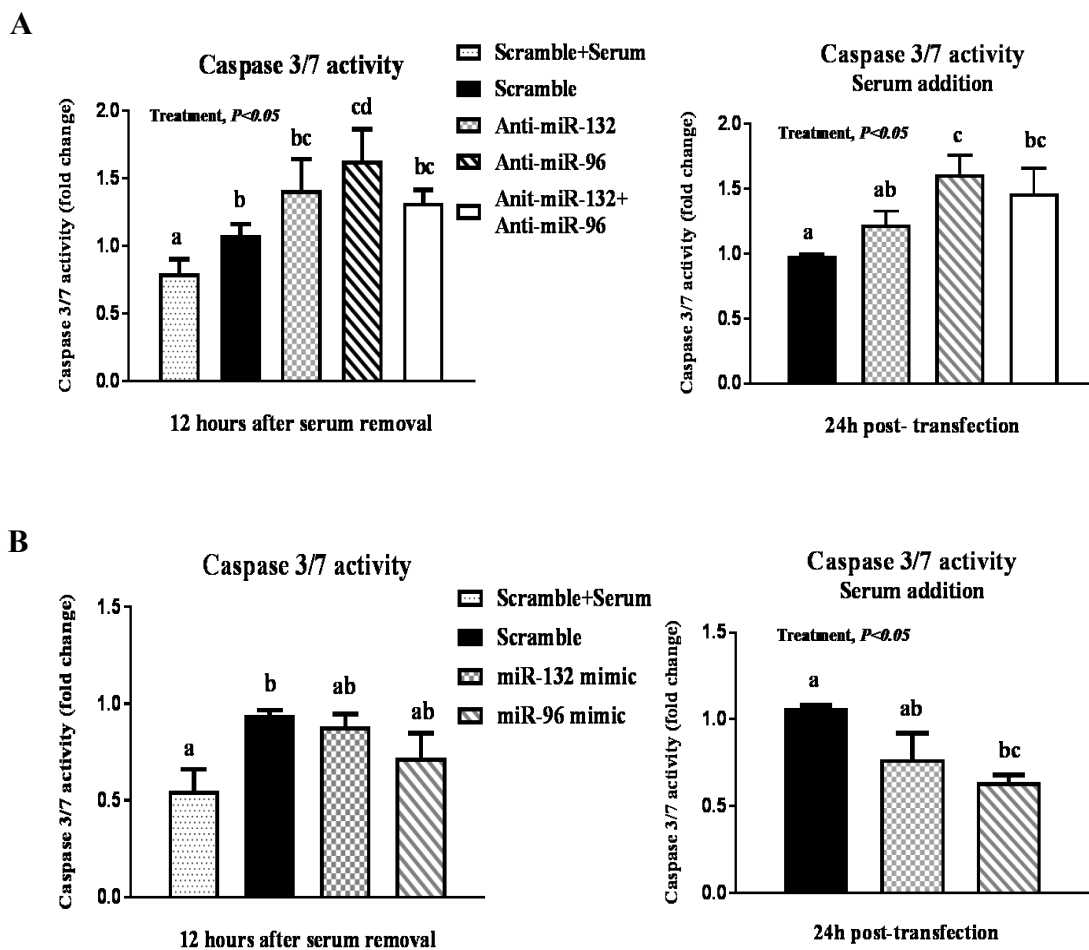 A
Caspase 3/7 activity
Treatment, P<0.05
Caspase 3/7 activity (fold change)
2.0
1.5
1.0
0.5
0.0
a
b
bc
cd
bc
12 hours after serum removal
Scramble+Serum
Scramble
Anti-miR-132
Anti-miR-96
Anit-miR-132+
Anti-miR-96
Caspase 3/7 activity
Serum addition
Treatment, P<0.05
Caspase 3/7 activity (fold change)
2.0
1.5
1.0
0.5
0.0
a
ab
c
bc
24h post- transfection
B
Caspase 3/7 activity
Caspase 3/7 activity (fold change)
1.5
1.0
0.5
0.0
a
b
ab
ab
12 hours after serum removal
Scramble+Serum
Scramble
miR-132 mimic
miR-96 mimic
Caspase 3/7 activity
Serum addition
Treatment, P<0.05
Caspase 3/7 activity (fold change)
1.5
1.0
0.5
0.0
a
ab
bc
24h post-transfection